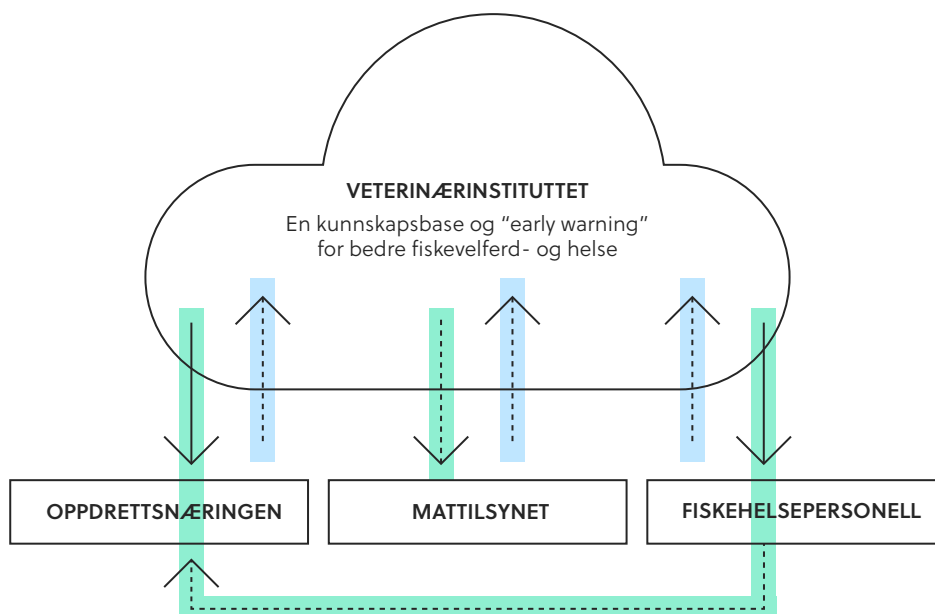 VETERINÆRINSTITUTTET
En kunnskapsbase og “early warning”
for bedre fiskevelferd- og helse
OPPDRETTSNÆRINGEN
MATTILSYNET
FISKEHELSEPERSONELL